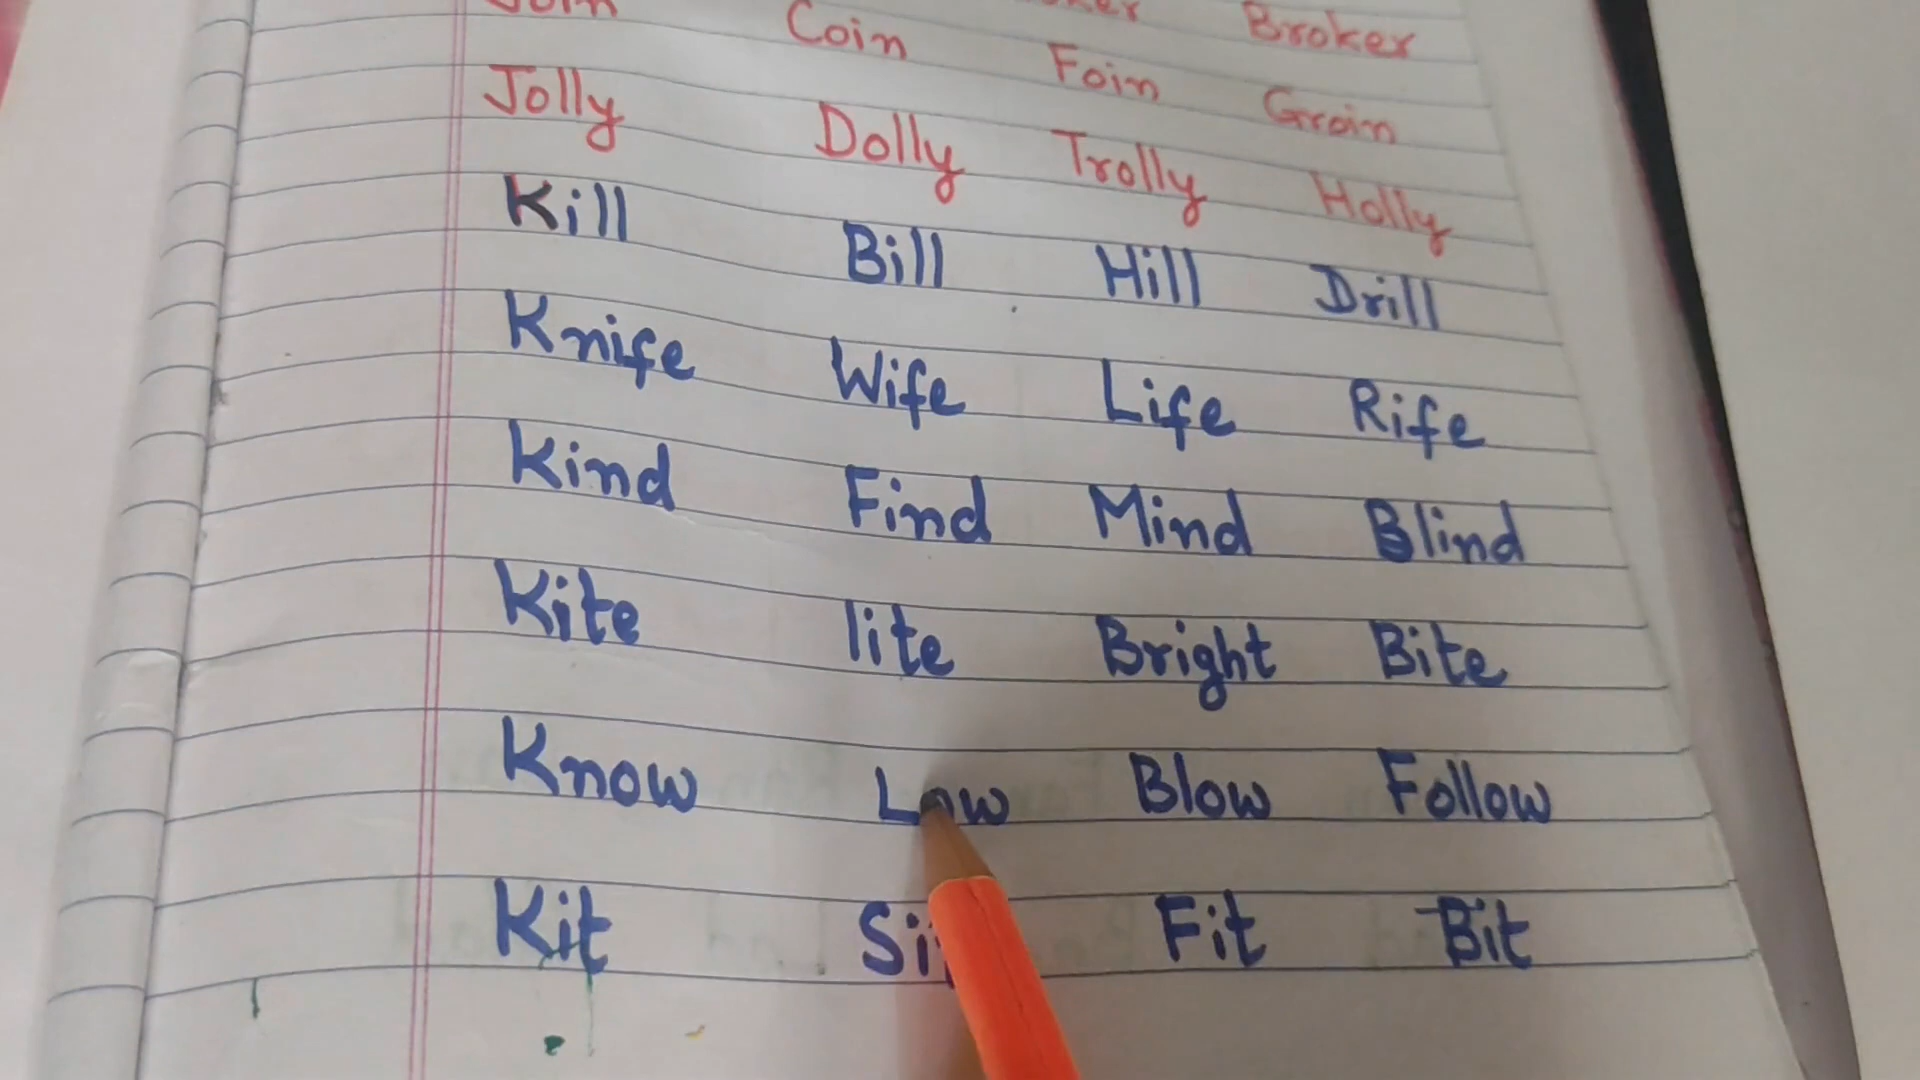 Join Coin Foin Groin
Broker
Jolly Dolly Trolly Holly
Kill Bill Hill Drill
Knife Wife Life Rife
Kind Find Mind Blind
Kite lite Bright Bite
Know Low Blow Follow
Kit Fit Bit